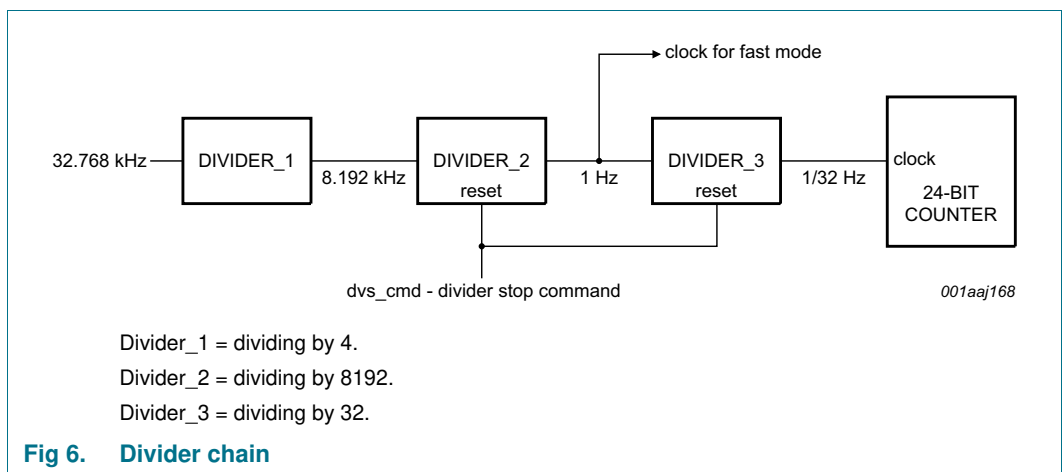 clock for fast mode
32.768 kHz
DIVIDER_1
8.192 kHz
DIVIDER_2
reset
1 Hz
DIVIDER_3
reset
1/32 Hz
clock
24-BIT
COUNTER
dvs_cmd - divider stop command
001aaj168
Divider_1 = dividing by 4.
Divider_2 = dividing by 8192.
Divider_3 = dividing by 32.
Fig 6. Divider chain